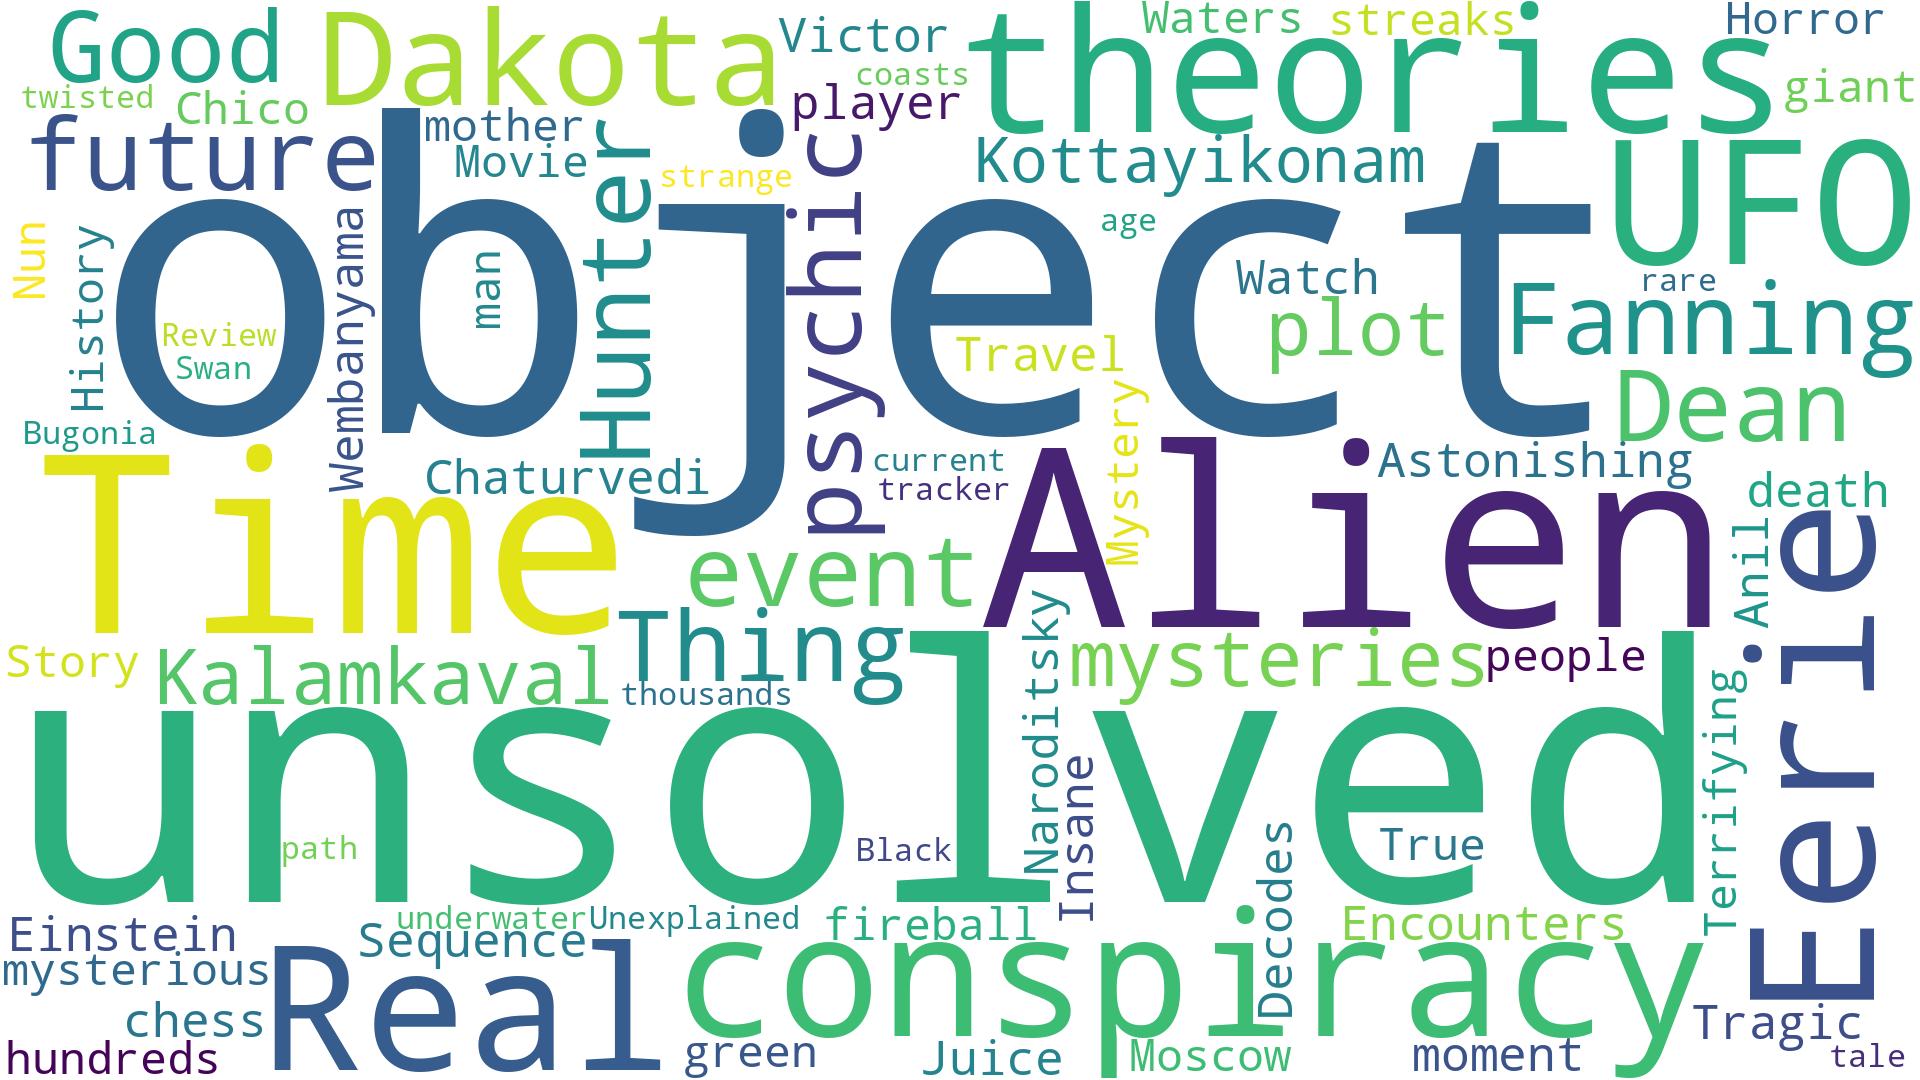 Good
Dakota
Victor
theories
Waters
streaks
Horror
twisted
Chico
coasts
player
giant
future
mother
Movie
Hunter
strange
psychic
Kottayikonam
UFO
object
age
Nun
History
Wembanyama
man
Watch
rare
Review
Swan
Travel
plot
Fanning
Dean
Bugonia
Chaturvedi
current
tracker
Mystery
Astonishing
death
Time
event
Alien
Anil
Eerie
Story
Kalamkaval
Thing
thousands
Naroditsky
mysteries
people
Terrifying
unsolved
Insane
path
Black
Decodes
True
Einstein
underwater
Unexplained
fireball
Encounters
Sequence
mysterious
Real
conspiracy
chess
Tragic
hundreds
green
Juice
Moscow
moment
tale